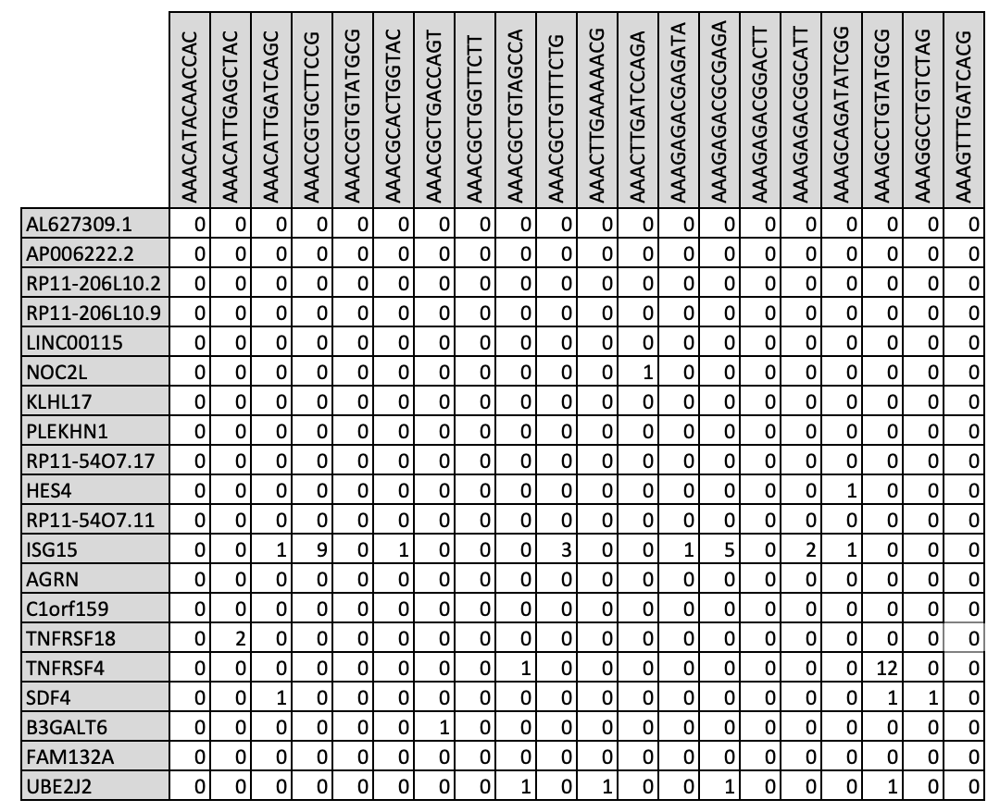 AAACATACAACCAC AAACATTGAGCTAC AAACATTGATCAGC AAACCGTGCTTCCG AAACCGTGTATGCG AAACGCACTGGTAC AAACGCTGACCAGT AAACGCTGGTTCTT AAACGCTGTAGCCA AAACGCTGTTTCTG AAACTTGAAAAACG AAACTTGATCCAGA AAAGAGACGAGATA AAAGAGACGCGAGA AAAGAGACGGACTT AAAGAGACGGCATT AAAGCAGATATCGG AAAGCCTGTATGCG AAAGGCCTGTCTAG AAAGTTTGATCACG
AL627309.1 0 0 0 0 0 0 0 0 0 0 0 0 0 0 0 0 0 0 0 0
AP006222.2 0 0 0 0 0 0 0 0 0 0 0 0 0 0 0 0 0 0 0 0
RP11-206L10.2 0 0 0 0 0 0 0 0 0 0 0 0 0 0 0 0 0 0 0 0
RP11-206L10.9 0 0 0 0 0 0 0 0 0 0 0 0 0 0 0 0 0 0 0 0
LINC00115 0 0 0 0 0 0 0 0 0 0 0 0 0 0 0 0 0 0 0 0
NOC2L 0 0 0 0 0 0 0 0 0 0 0 1 0 0 0 0 0 0 0 0
KLHL17 0 0 0 0 0 0 0 0 0 0 0 0 0 0 0 0 0 0 0 0
PLEKHN1 0 0 0 0 0 0 0 0 0 0 0 0 0 0 0 0 0 0 0 0
RP11-54O7.17 0 0 0 0 0 0 0 0 0 0 0 0 0 0 0 0 0 0 0 0
HES4 0 0 0 0 0 0 0 0 0 0 0 0 0 0 0 0 1 0 0 0
RP11-54O7.11 0 0 0 0 0 0 0 0 0 0 0 0 0 0 0 0 0 0 0 0
ISG15 0 0 1 9 0 1 0 0 0 3 0 0 1 5 0 2 1 0 0 0
AGRN 0 0 0 0 0 0 0 0 0 0 0 0 0 0 0 0 0 0 0 0
C1orf159 0 0 0 0 0 0 0 0 0 0 0 0 0 0 0 0 0 0 0 0
TNFRSF18 0 2 0 0 0 0 0 0 0 0 0 0 0 0 0 0 0 0 0 0
TNFRSF4 0 0 0 0 0 0 0 0 1 0 0 0 0 0 0 0 0 12 0 0
SDF4 0 0 1 0 0 0 0 0 0 0 0 0 0 0 0 0 0 1 1 0
B3GALT6 0 0 0 0 0 0 1 0 0 0 0 0 0 0 0 0 0 0 0 0
FAM132A 0 0 0 0 0 0 0 0 0 0 0 0 0 0 0 0 0 0 0 0
UBE2J2 0 0 0 0 0 0 0 0 1 0 1 0 0 1 0 0 0 1 0 0